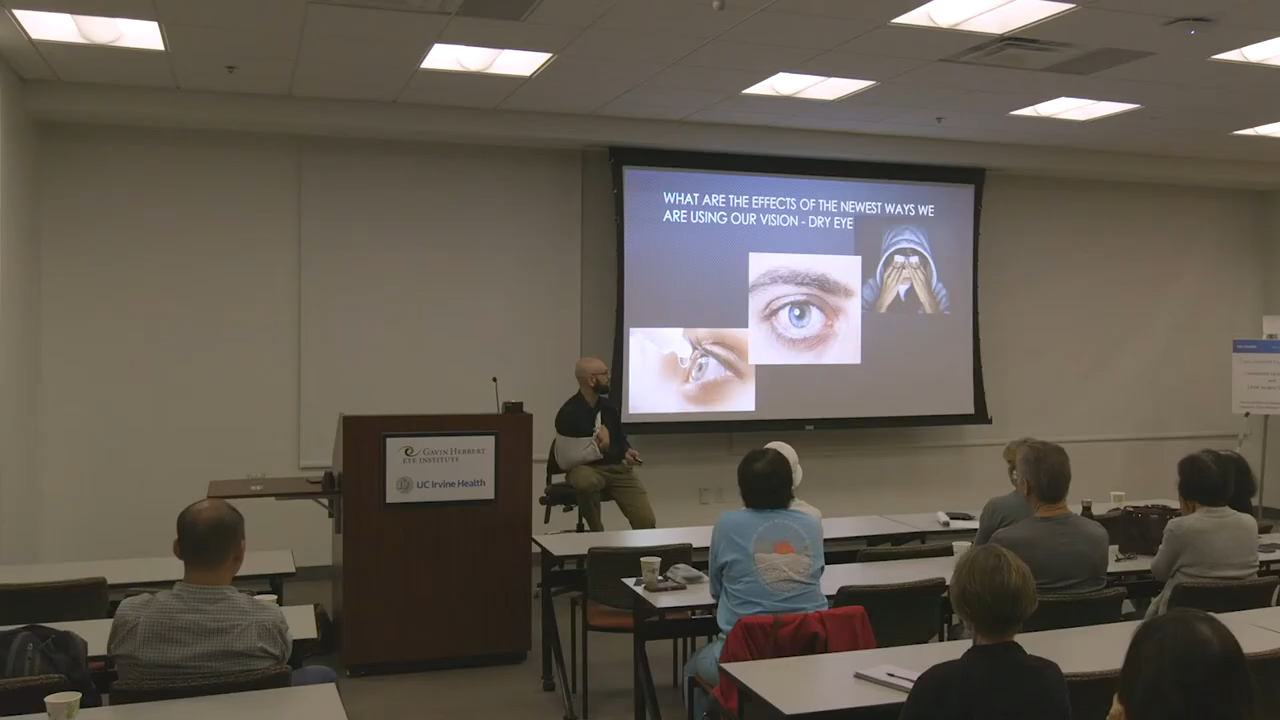 WHAT ARE THE EFFECTS OF THE NEWEST WAYS WE
ARE USING OUR VISION - DRY EYE
GAVIN HERBERT
EYE INSTITUTE
UC Irvine Health